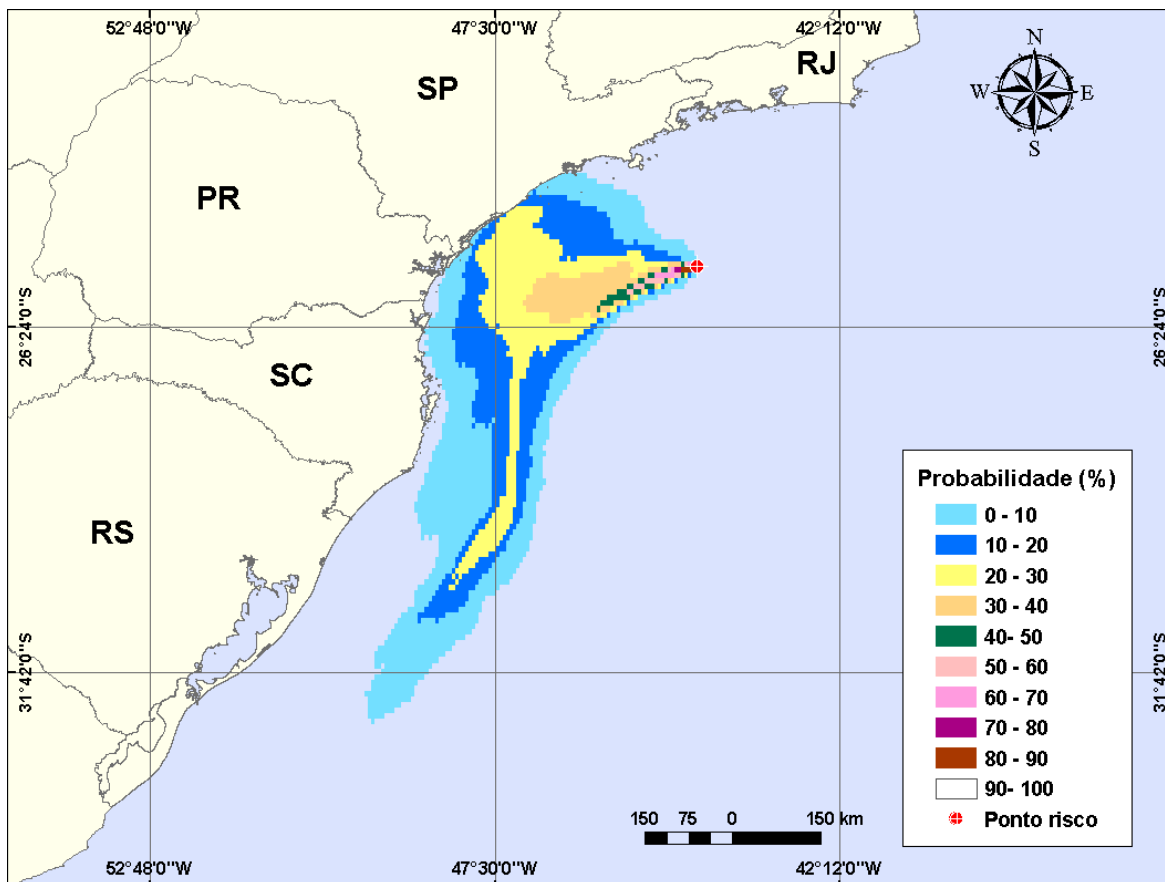 52°48'0"W
47°30'0"W
42°12'0"W
N
W
E
S
RJ
SP
PR
SC
RS
26°24'0"S
26°24'0"S
31°42'0"S
31°42'0"S
Probabilidade (%)
0 - 10
10 - 20
20 - 30
30 - 40
40- 50
50 - 60
60 - 70
70 - 80
80 - 90
90- 100
Ponto risco
150 75 0 150 km
52°48'0"W
47°30'0"W
42°12'0"W